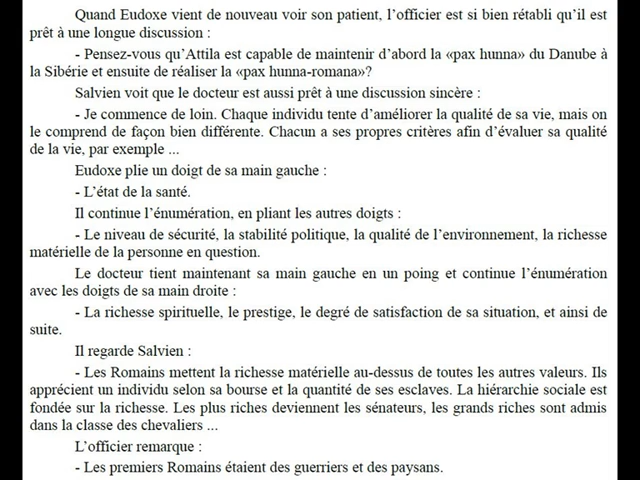 Quand Eudoxe vient de nouveau voir son patient, l’officier est si bien rétabli qu’il est
prêt à une longue discussion :
- Pensez-vous qu’Attila est capable de maintenir d’abord la «pax hunna» du Danube à
la Sibérie et ensuite de réaliser la «pax hunna-romana»?
Salvien voit que le docteur est aussi prêt à une discussion sincère :
- Je commence de loin. Chaque individu tente d’améliorer la qualité de sa vie, mais on
le comprend de façon bien différente. Chacun a ses propres critères afin d’évaluer sa qualité
de la vie, par exemple ...
Eudoxe plie un doigt de sa main gauche :
- L’état de la santé.
Il continue l’énumération, en pliant les autres doigts :
- Le niveau de sécurité, la stabilité politique, la qualité de l’environnement, la richesse
matérielle de la personne en question.
Le docteur tient maintenant sa main gauche en un poing et continue l’énumération
avec les doigts de sa main droite :
- La richesse spirituelle, le prestige, le degré de satisfaction de sa situation, et ainsi de
suite.
Il regarde Salvien :
- Les Romains mettent la richesse matérielle au-dessus de toutes les autres valeurs. Ils
apprécient un individu selon sa bourse et la quantité de ses esclaves. La hiérarchie sociale est
fondée sur la richesse. Les plus riches deviennent les sénateurs, les grands riches sont admis
dans la classe des chevaliers ...
L’officier remarque :
- Les premiers Romains étaient des guerriers et des paysans.